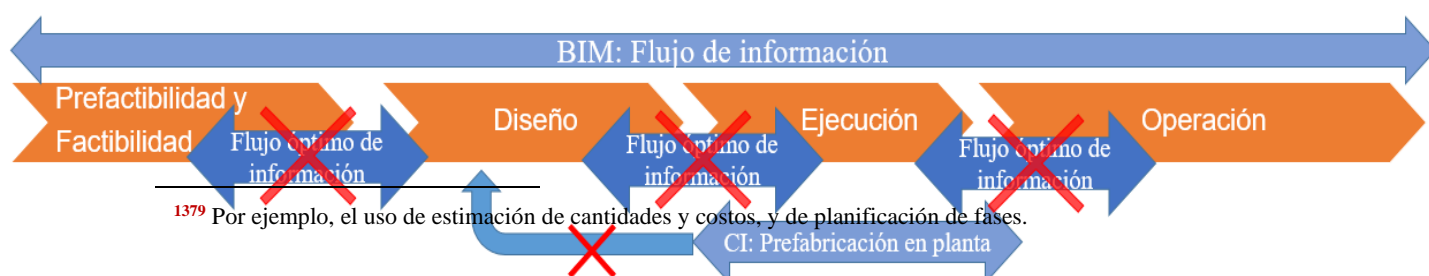 BIM: Flujo de información
Prefactibilidad y
Factibilidad
Diseño
Ejecución
Operación
Flujo óptimo de
información
Flujo óptimo de
información
Flujo óptimo de
información
1379 Por ejemplo, el uso de estimación de cantidades y costos, y de planificación de fases.
CI: Prefabricación en planta